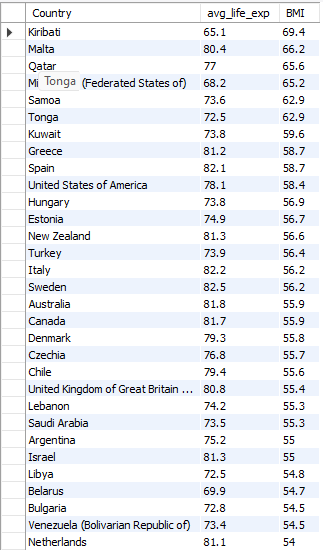 Country avg_life_exp BMI
Kiribati 65.1 69.4
Malta 80.4 66.2
Qatar 77 65.6
Mi Tonga (Federated States of) 68.2 65.2
Samoa 73.6 62.9
Tonga 72.5 62.9
Kuwait 73.8 59.6
Greece 81.2 58.7
Spain 82.1 58.7
United States of America 78.1 58.4
Hungary 73.8 56.9
Estonia 74.9 56.7
New Zealand 81.3 56.6
Turkey 73.9 56.4
Italy 82.2 56.2
Sweden 82.5 56.2
Australia 81.8 55.9
Canada 81.7 55.9
Denmark 79.3 55.8
Czechia 76.8 55.7
Chile 79.4 55.6
United Kingdom of Great Britain ... 80.8 55.4
Lebanon 74.2 55.3
Saudi Arabia 73.5 55.3
Argentina 75.2 55
Israel 81.3 55
Libya 72.5 54.8
Belarus 69.9 54.7
Bulgaria 72.8 54.5
Venezuela (Bolivarian Republic of) 73.4 54.5
Netherlands 81.1 54